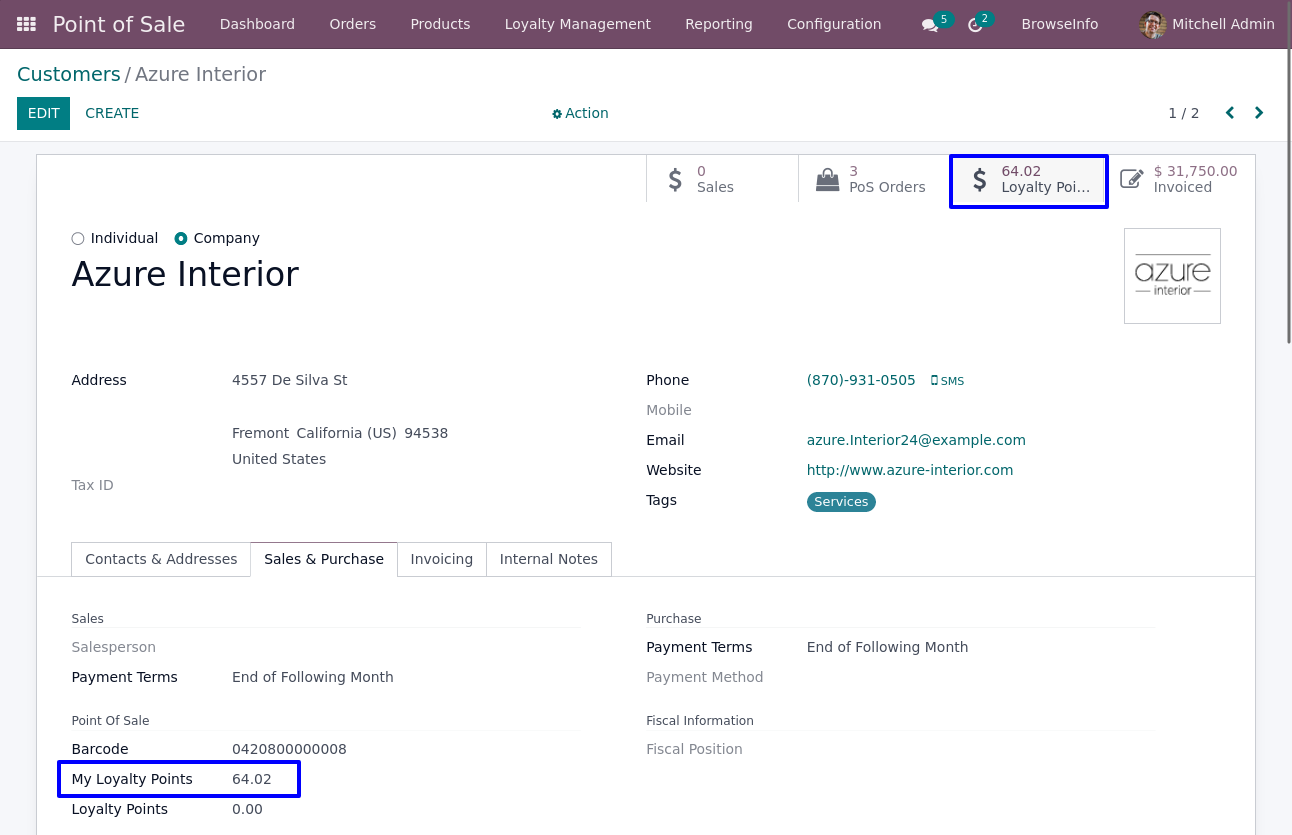 Point of Sale Dashboard Orders Products Loyalty Management Reporting Configuration 5 2 BrowseInfo Mitchell Admin
Customers / Azure Interior
EDIT CREATE Action 1 / 2
0 3 64.02 $ 31,750.00
Sales PoS Orders Loyalty Poi... Invoiced
Individual Company
Azure Interior
azure
interior
Address 4557 De Silva St Phone (870)-931-0505 SMS
Mobile
Fremont California (US) 94538 Email azure.Interior24@example.com
United States Website http://www.azure-interior.com
Tax ID Tags Services
Contacts & Addresses Sales & Purchase Invoicing Internal Notes
Sales Purchase
Salesperson Payment Terms End of Following Month
Payment Terms End of Following Month Payment Method
Point Of Sale Fiscal Information
Barcode 0420800000008 Fiscal Position
My Loyalty Points 64.02
Loyalty Points 0.00